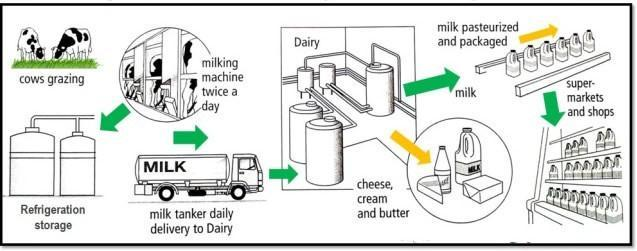 cows grazing
milking
machine
twice a
day
Refrigeration
storage
MILK
milk tanker daily
delivery to Dairy
Dairy
cheese,
cream
and butter
MILK
milk
milk pasteurized
and packaged
super-
markets
and shops